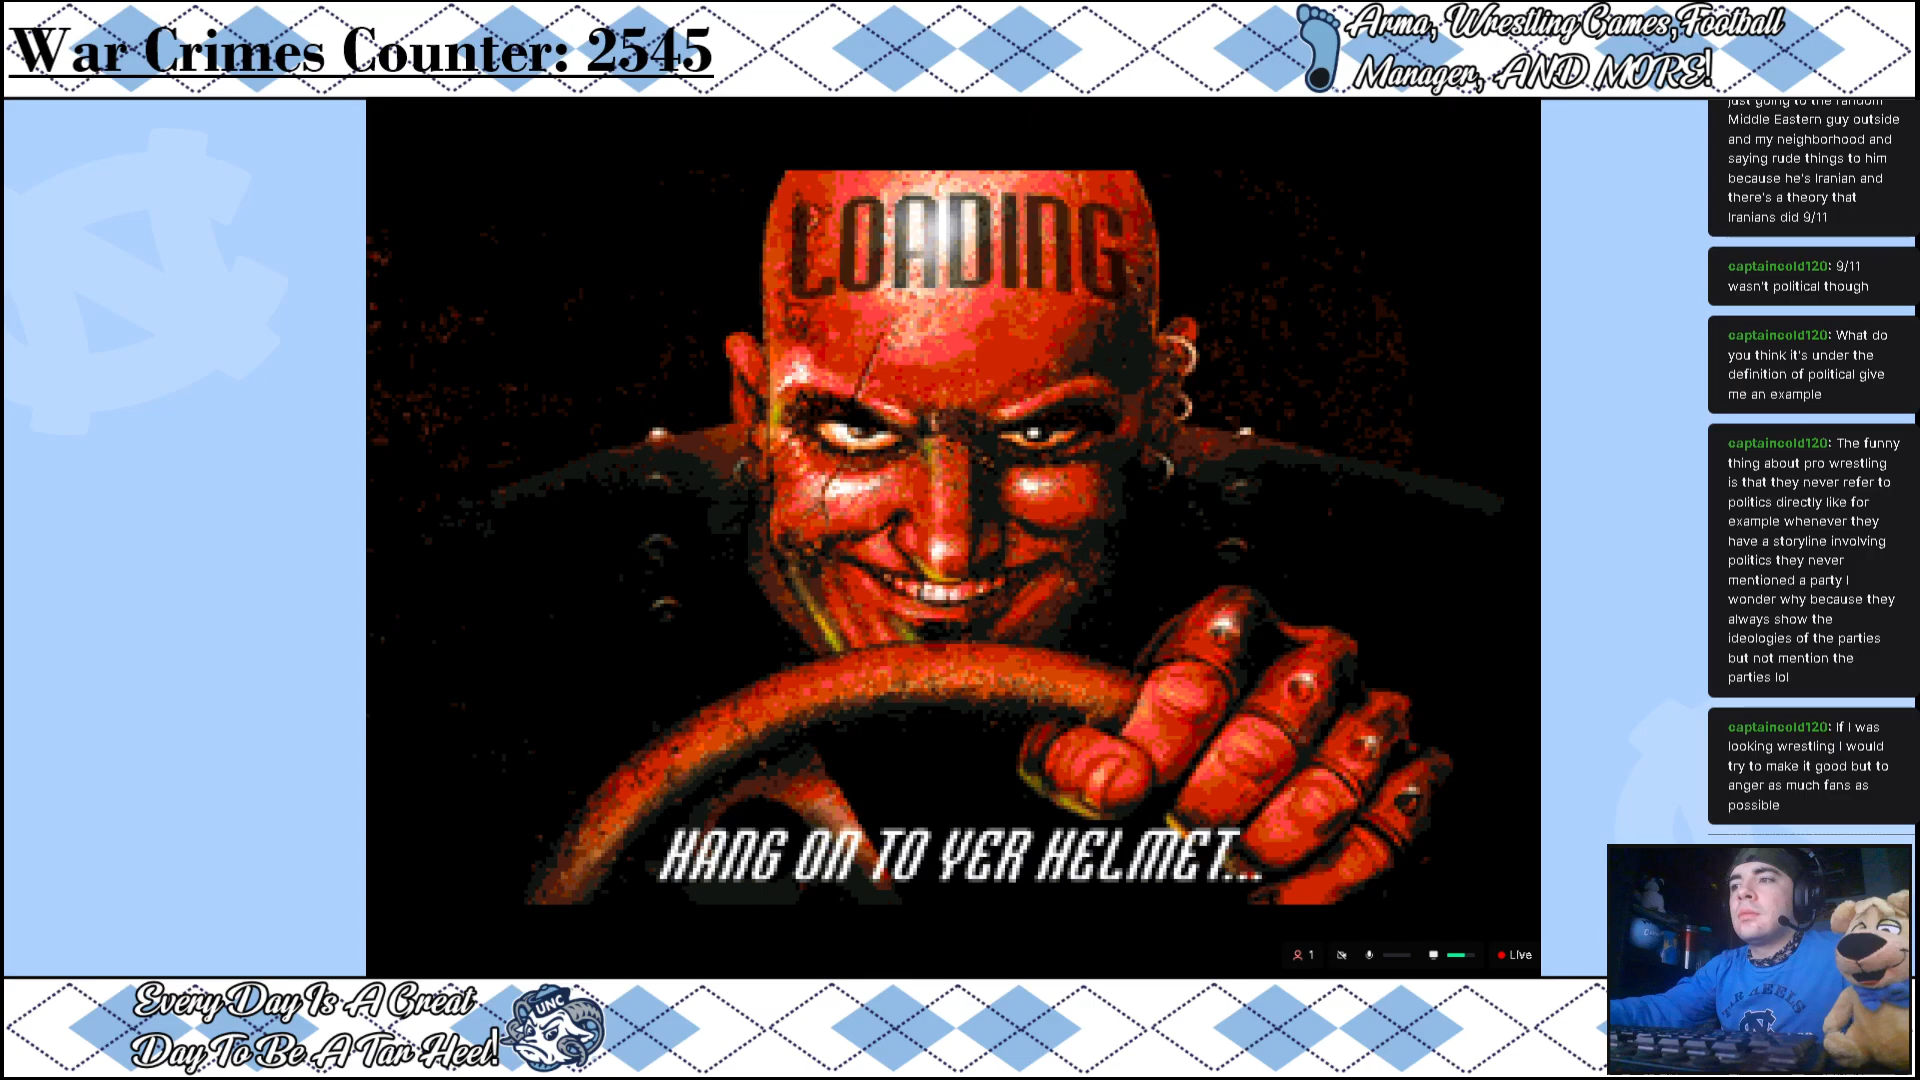 War Crimes Counter: 2545
Arma, Wrestling Games, Football
Manager, AND MORE!
just going to the random
Middle Eastern guy outside
and my neighborhood and
saying rude things to him
because he's Iranian and
there's a theory that
Iranians did 9/11
captaincold120: 9/11
wasn't political though
captaincold120: What do
you think it's under the
definition of political give
me an example
captaincold120: The funny
thing about pro wrestling
is that they never refer to
politics directly like for
example whenever they
have a storyline involving
politics they never
mentioned a party I
wonder why because they
always show the
ideologies of the parties
but not mention the
parties lol
captaincold120: If I was
looking wrestling I would
try to make it good but to
anger as much fans as
possible
LOADING
HANG ON TO YER HELMET...
1
Live
Every Day Is A Great
Day To Be A Tar Heel!
UNC
TAR HEELS